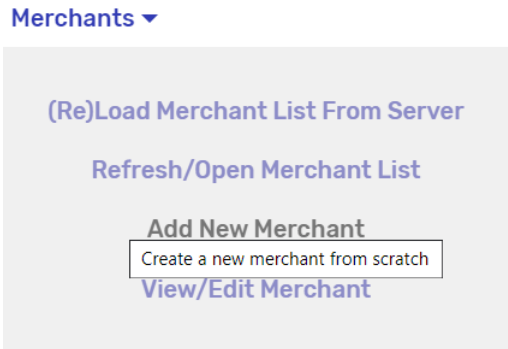 Merchants
(Re)Load Merchant List From Server
Refresh/Open Merchant List
Add New Merchant
Create a new merchant from scratch
View/Edit Merchant